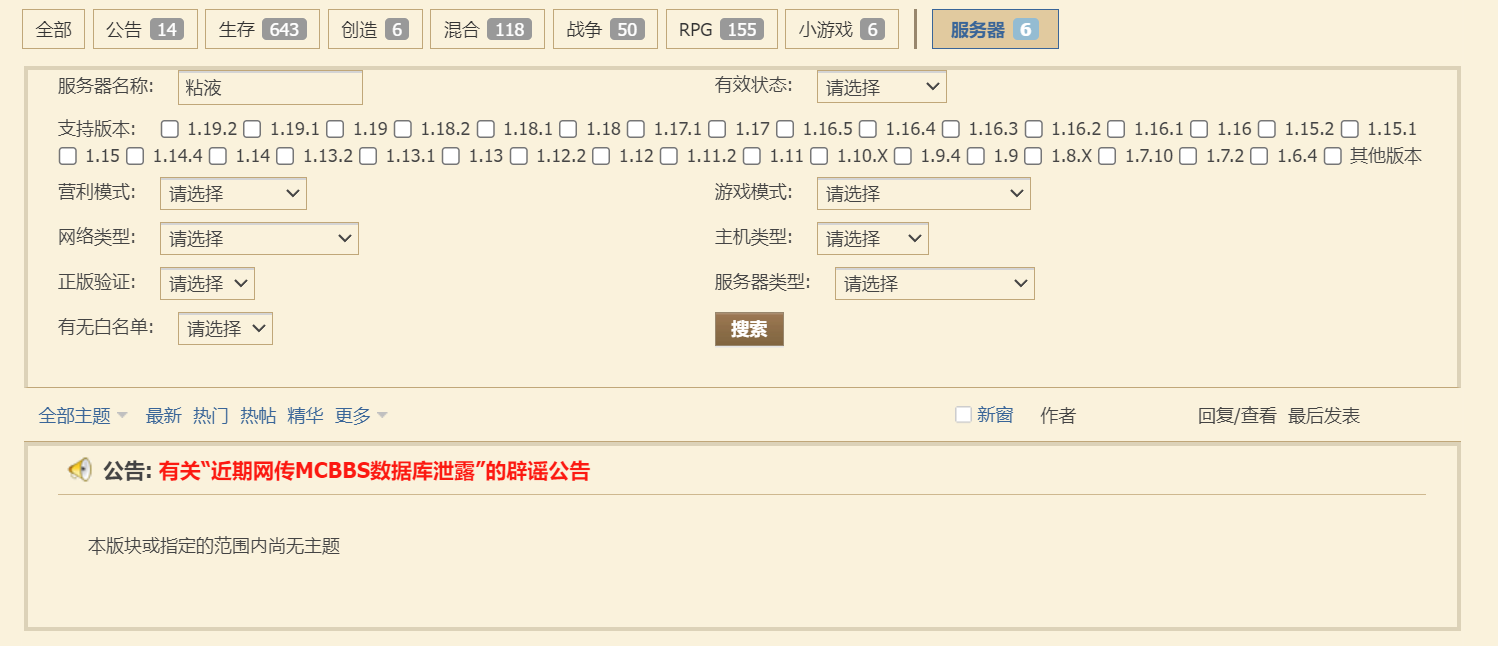 全部 公告 14 生存 643 创造 6 混合 118 战争 50 RPG 155 小游戏 6 服务器 6
服务器名称: 粘液 有效状态: 请选择
支持版本: 1.19.2 1.19.1 1.19 1.18.2 1.18.1 1.18 1.17.1 1.17 1.16.5 1.16.4 1.16.3 1.16.2 1.16.1 1.16 1.15.2 1.15.1
1.15 1.14.4 1.14 1.13.2 1.13.1 1.13 1.12.2 1.12 1.11.2 1.11 1.10.X 1.9.4 1.9 1.8.X 1.7.10 1.7.2 1.6.4 其他版本
营利模式: 请选择 游戏模式: 请选择
网络类型: 请选择 主机类型: 请选择
正版验证: 请选择 服务器类型: 请选择
有无白名单: 请选择 搜索
全部主题 最新 热门 热帖 精华 更多 新窗 作者 回复/查看 最后发表
公告: 有关“近期网传MCBBS数据库泄露”的辟谣公告
本版块或指定的范围内尚无主题